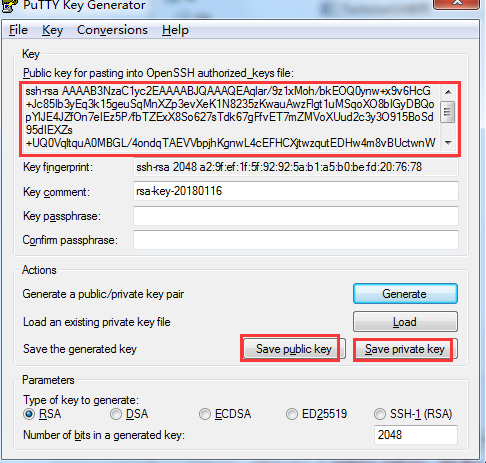 PuTTY Key Generator
File Key Conversions Help
Key
Public key for pasting into OpenSSH authorized_keys file:
ssh-rsa AAAAB3NzaC1yc2EAAAABJQAAAQEAqlar/9z1xMoh/bkEOQ0ynw+x9v6HcG
+Jc85lb3yEq3k15geuSqMnXZp3evXeK1N8235zKwauAwzFlgt1uMSqoXO8blGyDBQo
pYlJE4JZfOn7elEz5P/fbTZExX8So627sTdk67gFfvET7mZMVoXUud2c3y3O915BoSd
95dIEXZs
+UQ0VqltquA0MBGL/4ondqTAEVVbpjhKgnwL4cEFHCXjtwzqutEDHw4m8vBUctwnW
Key fingerprint: ssh-rsa 2048 a2:9f:ef:1f:5f:92:92:5a:b1:a5:b0:be:fd:20:76:78
Key comment: rsa-key-20180116
Key passphrase:
Confirm passphrase:
Actions
Generate a public/private key pair Generate
Load an existing private key file Load
Save the generated key Save public key Save private key
Parameters
Type of key to generate:
RSA DSA ECDSA ED25519 SSH-1 (RSA)
Number of bits in a generated key: 2048